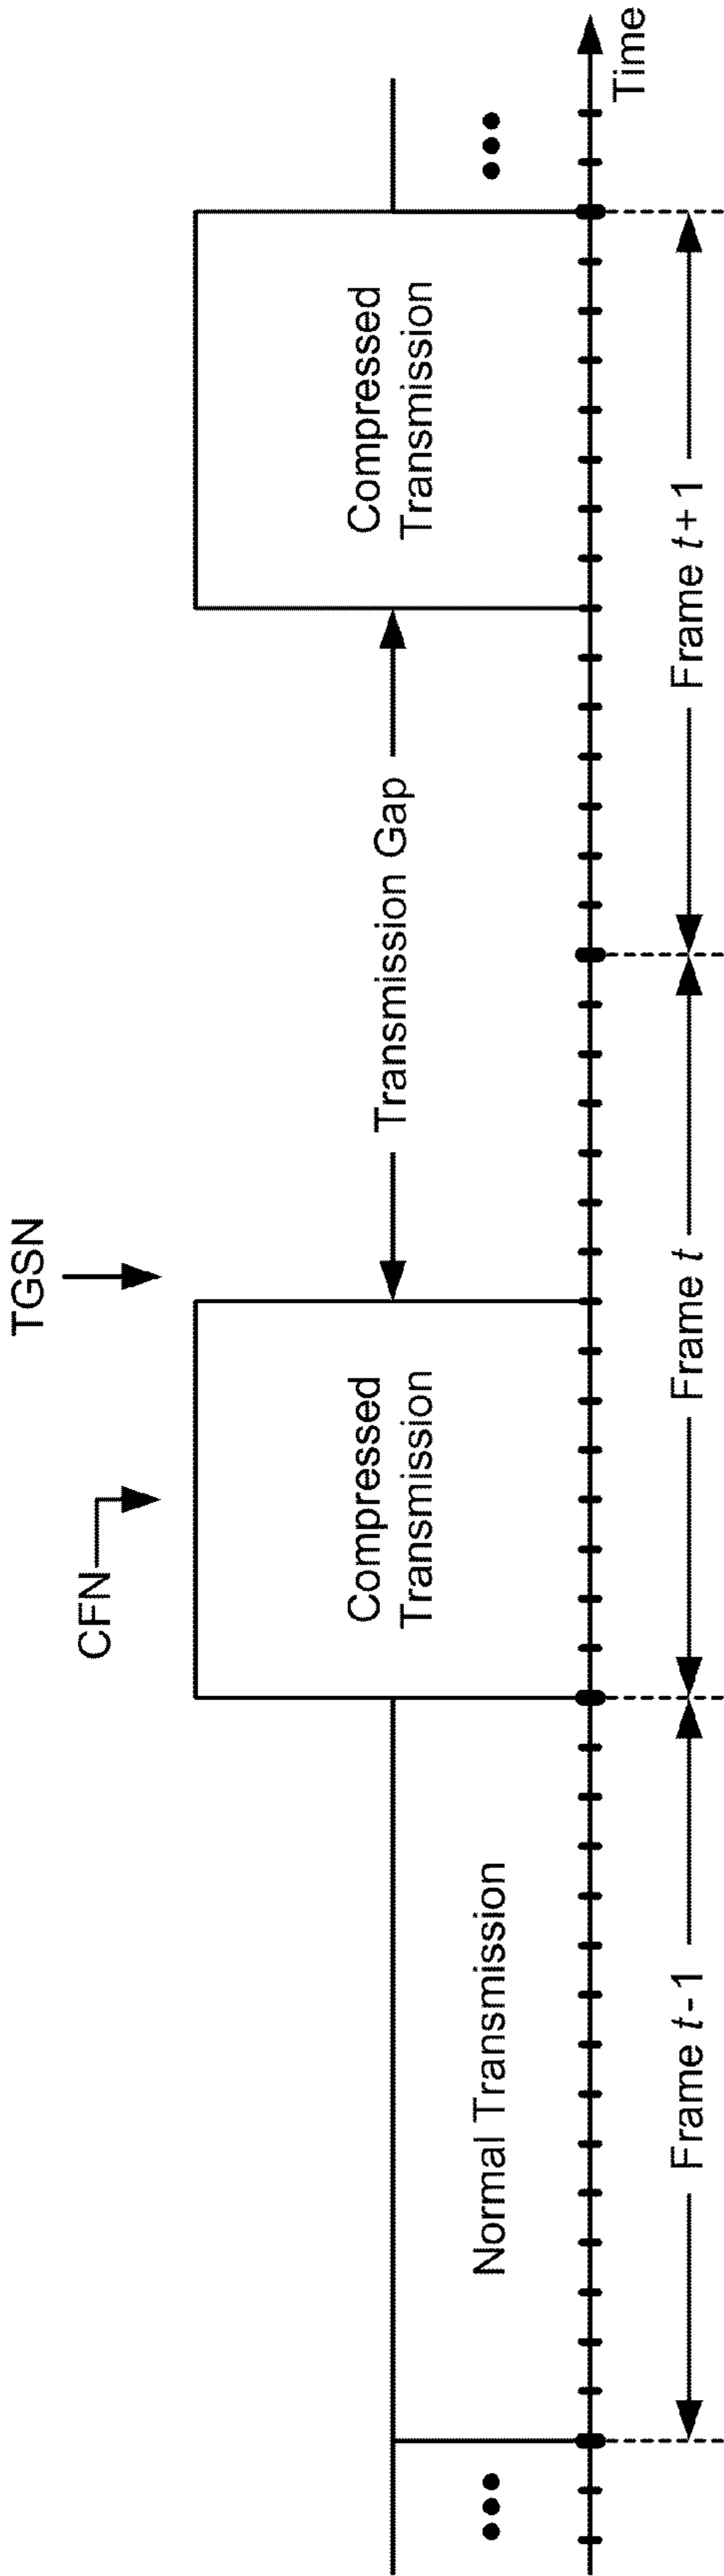 TGSN
CFN
Compressed
Transmission
Transmission Gap
Compressed
Transmission
Normal Transmission
Time
Frame t-1
Frame t
Frame t+1